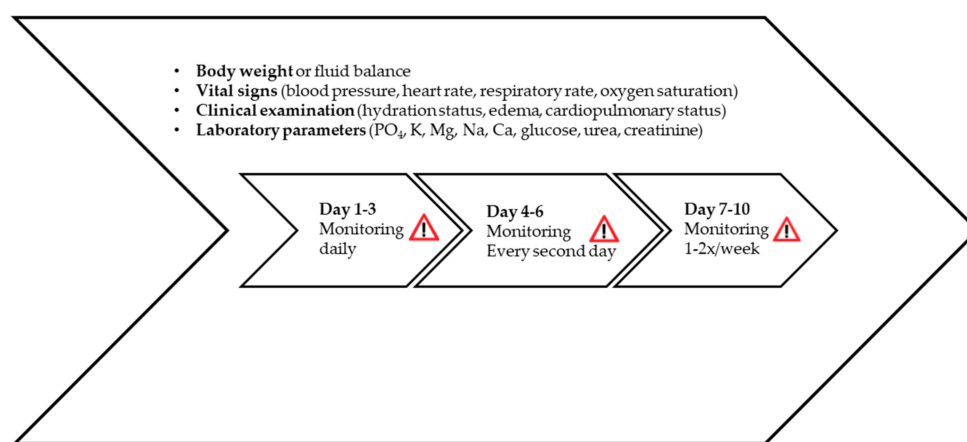 • Body weight or fluid balance
• Vital signs (blood pressure, heart rate, respiratory rate, oxygen saturation)
• Clinical examination (hydration status, edema, cardiopulmonary status)
• Laboratory parameters (PO₄, K, Mg, Na, Ca, glucose, urea, creatinine)
Day 1-3
Monitoring
daily
Day 4-6
Monitoring
Every second day
Day 7-10
Monitoring
1-2x/week